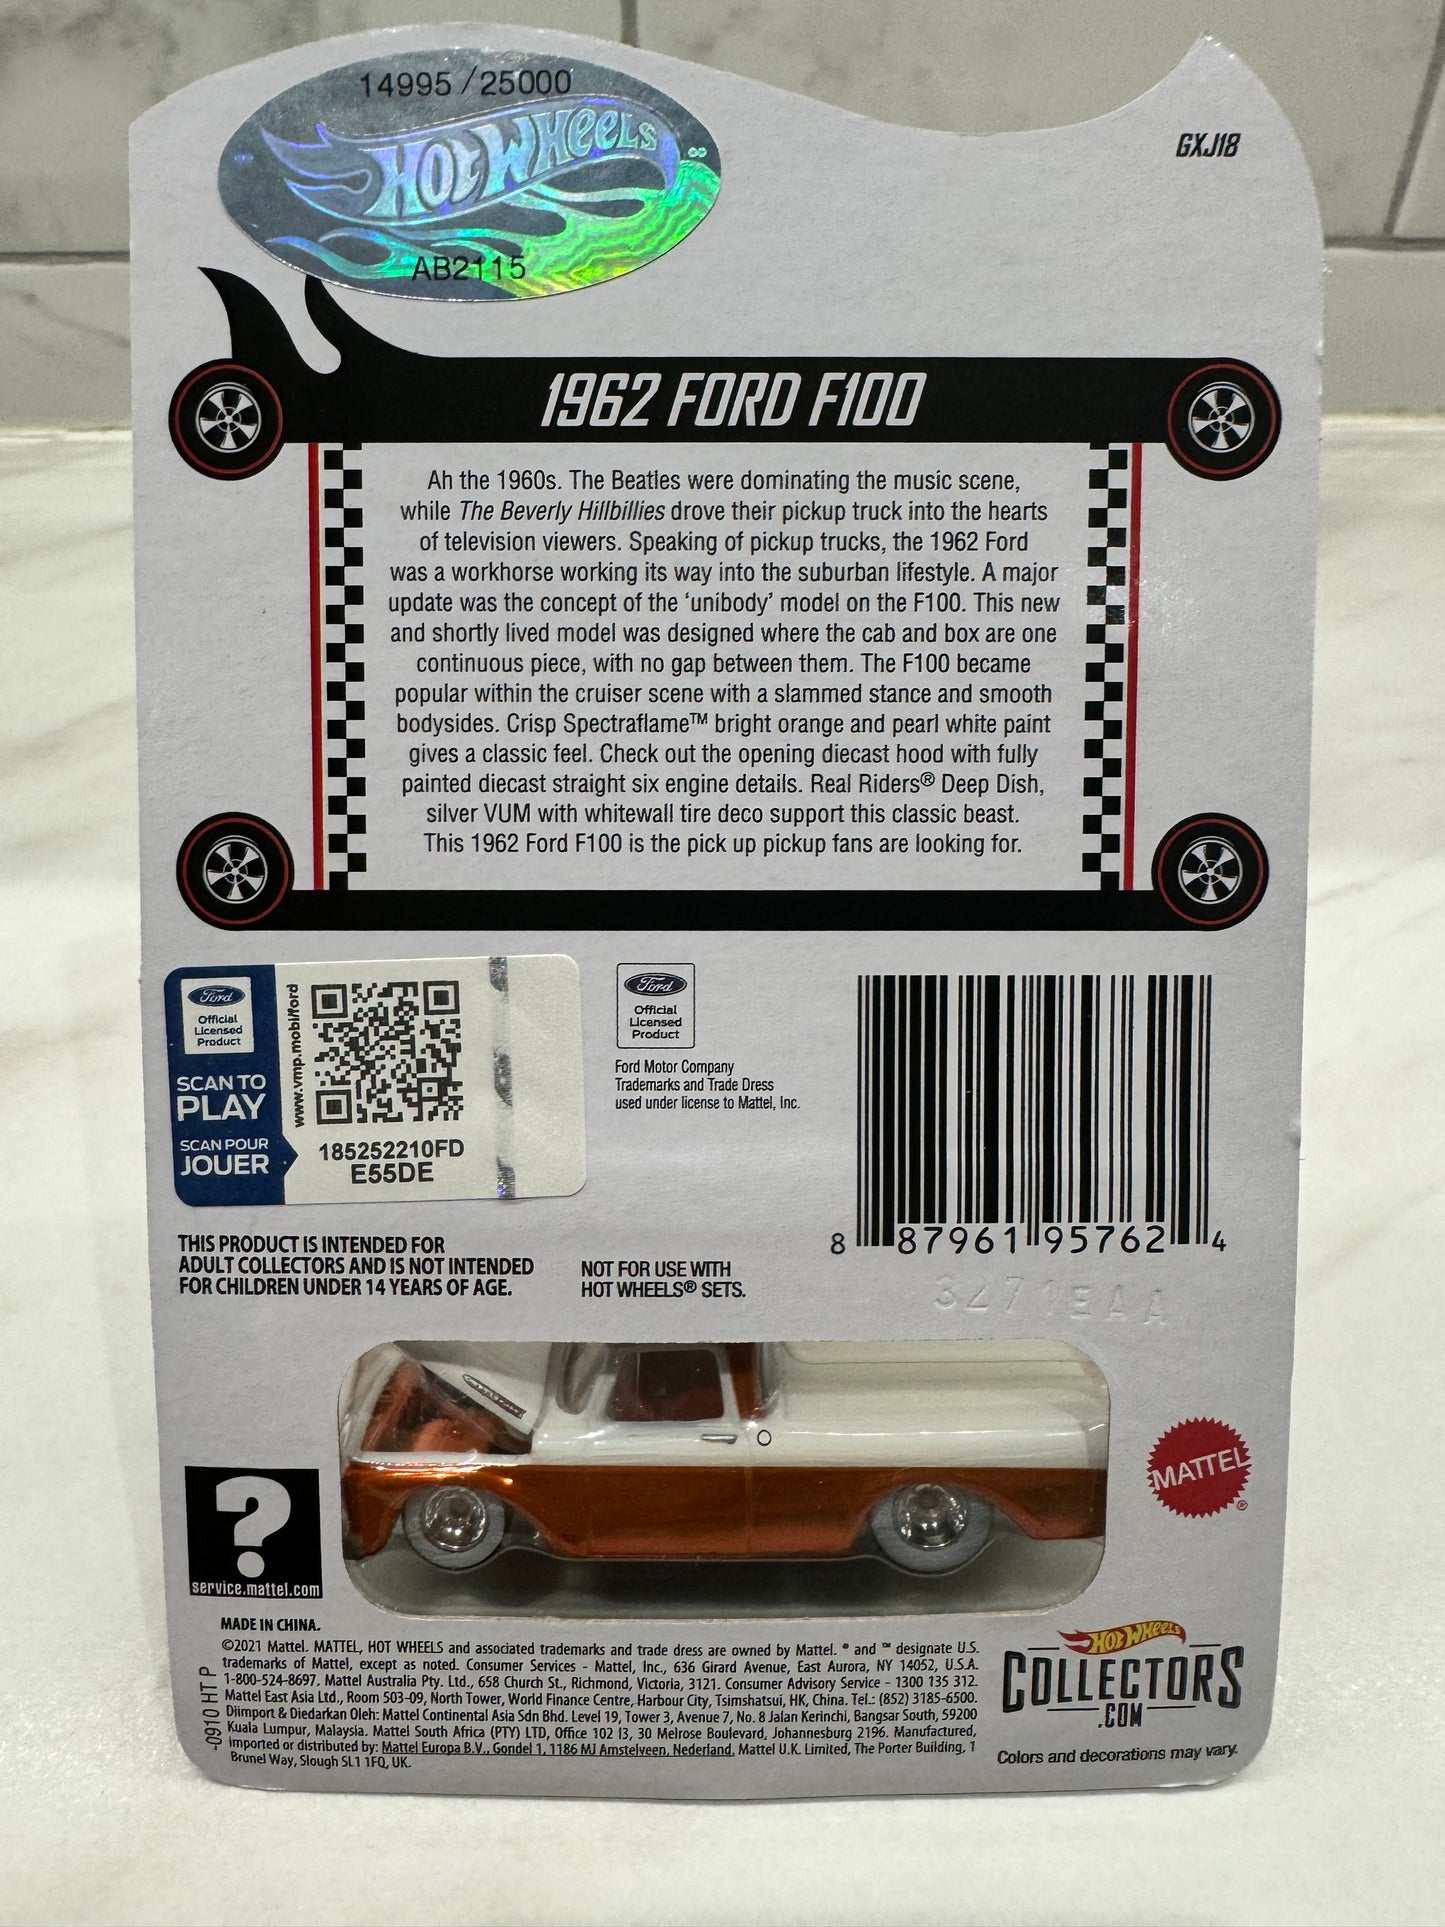 14995/25000
HOT WHEELS
AB2115
GXJ18
1962 FORD F100
Ah the 1960s. The Beatles were dominating the music scene,
while The Beverly Hillbillies drove their pickup truck into the hearts
of television viewers. Speaking of pickup trucks, the 1962 Ford
was a workhorse working its way into the suburban lifestyle. A major
update was the concept of the ‘unibody’ model on the F100. This new
and shortly lived model was designed where the cab and box are one
continuous piece, with no gap between them. The F100 became
popular within the cruiser scene with a slammed stance and smooth
bodysides. Crisp Spectraflame™ bright orange and pearl white paint
gives a classic feel. Check out the opening diecast hood with fully
painted diecast straight six engine details. Real Riders® Deep Dish,
silver VUM with whitewall tire deco support this classic beast.
This 1962 Ford F100 is the pick up pickup fans are looking for.
Ford
Official
Licensed
Product
SCAN TO
PLAY
SCAN POUR
JOUER
www.vmp.mobi/ford
185252210FD
E55DE
Ford
Official
Licensed
Product
Ford Motor Company
Trademarks and Trade Dress
used under license to Mattel, Inc.
8 87961 95762 4
THIS PRODUCT IS INTENDED FOR
ADULT COLLECTORS AND IS NOT INTENDED
FOR CHILDREN UNDER 14 YEARS OF AGE.
NOT FOR USE WITH
HOT WHEELS® SETS.
3271EAA
MATTEL®
?
service.mattel.com
MADE IN CHINA.
©2021 Mattel. MATTEL, HOT WHEELS and associated trademarks and trade dress are owned by Mattel. ® and ™ designate U.S.
trademarks of Mattel, except as noted. Consumer Services - Mattel, Inc., 636 Girard Avenue, East Aurora, NY 14052, U.S.A.
1-800-524-8697. Mattel Australia Pty. Ltd., 658 Church St., Richmond, Victoria, 3121. Consumer Advisory Service - 1300 135 312.
Mattel East Asia Ltd., Room 503-09, North Tower, World Finance Centre, Harbour City, Tsimshatsui, HK, China. Tel.: (852) 3185-6500.
Diimport & Diedarkan Oleh: Mattel Continental Asia Sdn Bhd. Level 19, Tower 3, Avenue 7, No. 8 Jalan Kerinchi, Bangsar South, 59200
Kuala Lumpur, Malaysia. Mattel South Africa (PTY) LTD, Office 102 I3, 30 Melrose Boulevard, Johannesburg 2196. Manufactured,
imported or distributed by: Mattel Europa B.V., Gondel 1, 1186 MJ Amstelveen, Nederland. Mattel U.K. Limited, The Porter Building, 1
Brunel Way, Slough SL1 1FQ, UK.
-0910 HT P
HOT WHEELS
COLLECTORS
.COM
Colors and decorations may vary.